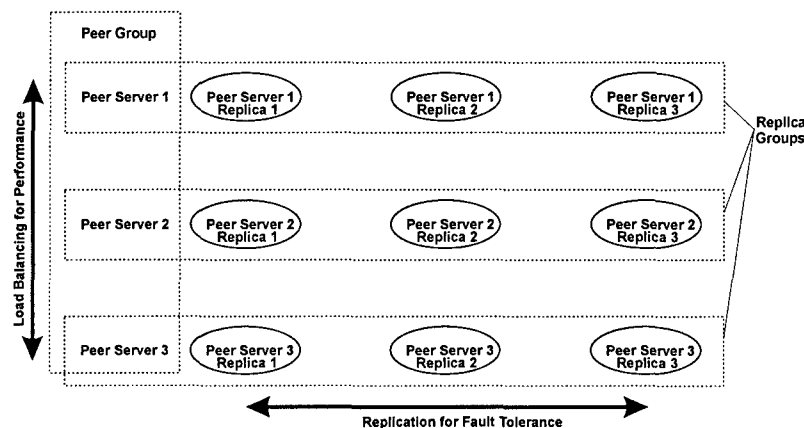 Peer Group
Peer Server 1
Peer Server 1
Replica 1
Peer Server 1
Replica 2
Peer Server 1
Replica 3
Replica
Groups
Load Balancing for Performance
Peer Server 2
Peer Server 2
Replica 1
Peer Server 2
Replica 2
Peer Server 2
Replica 3
Peer Server 3
Peer Server 3
Replica 1
Peer Server 3
Replica 2
Peer Server 3
Replica 3
Replication for Fault Tolerance